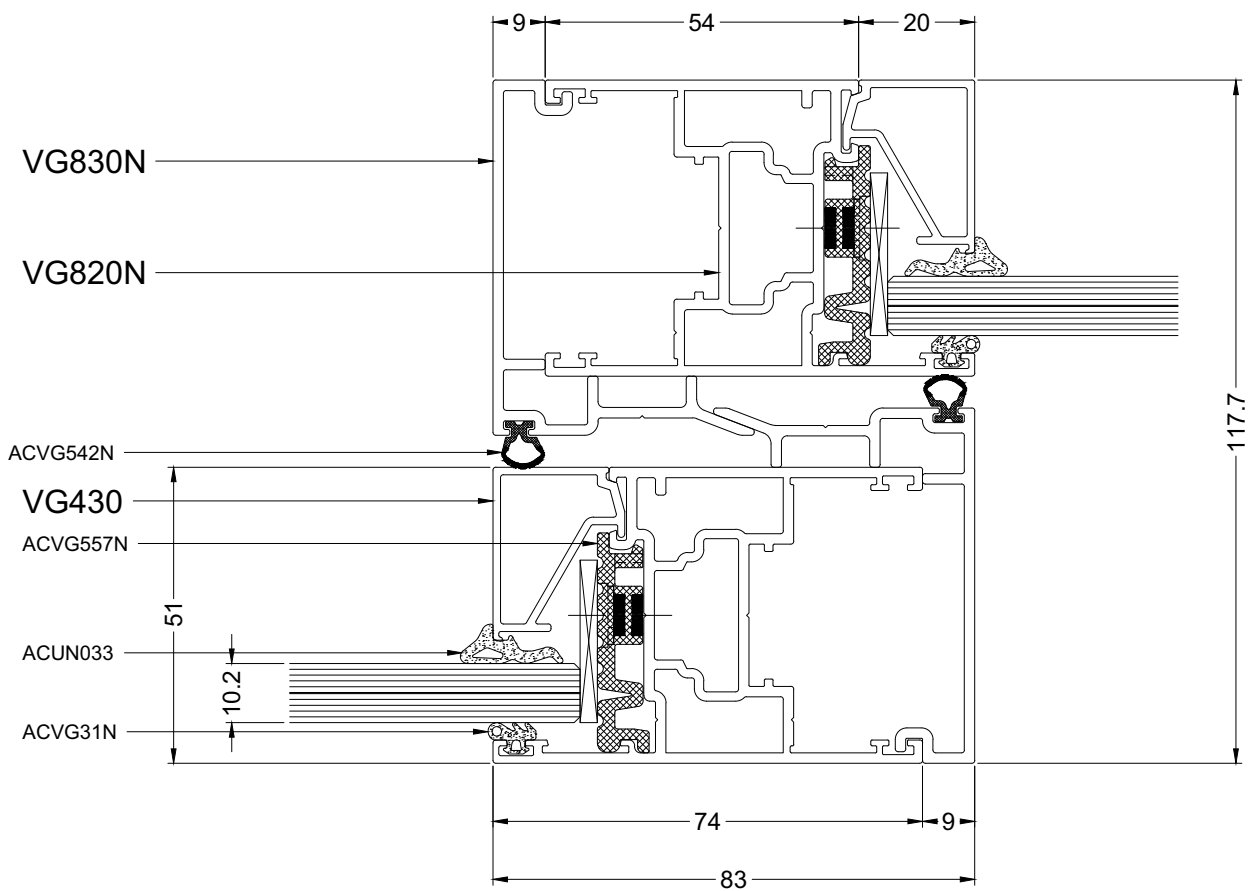 9
54
20
VG830N
VG820N
117.7
ACVG542N
VG430
ACVG557N
51
ACUN033
10.2
ACVG31N
74
9
83